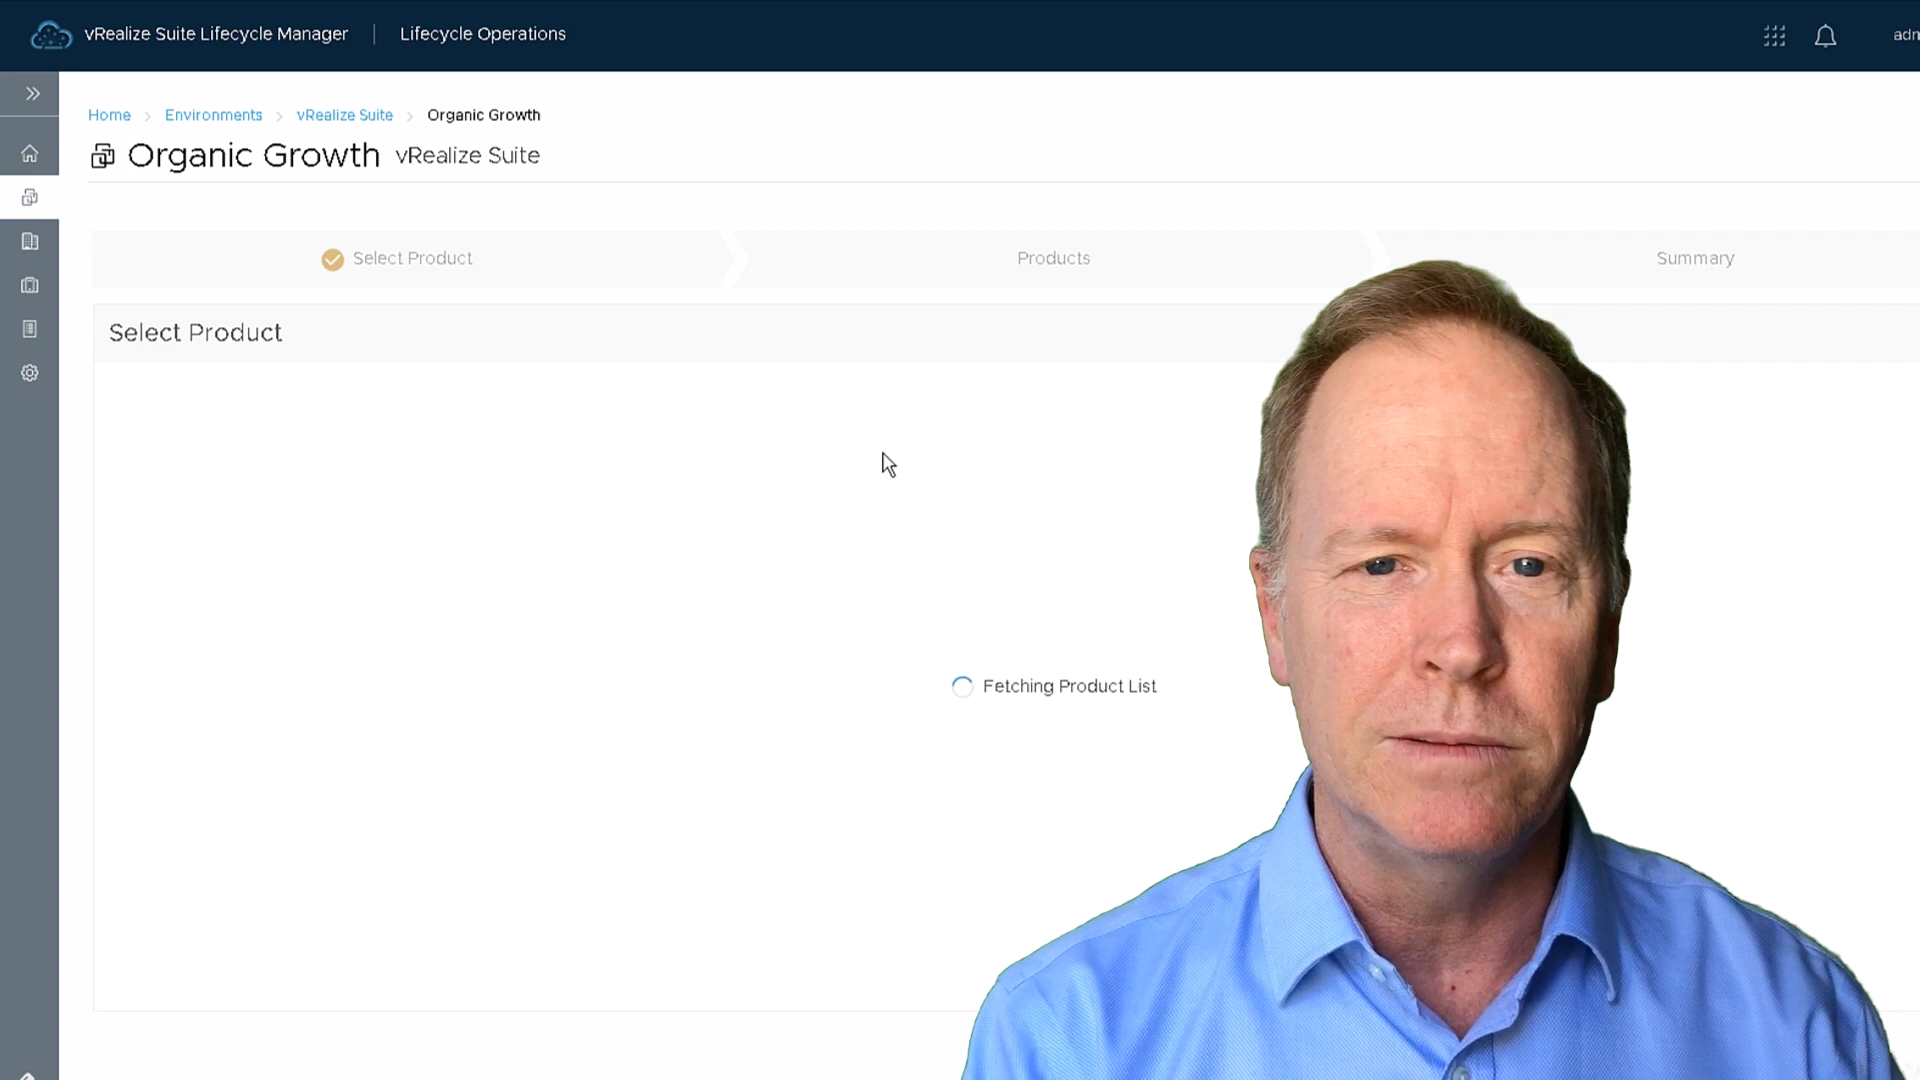 vRealize Suite Lifecycle Manager | Lifecycle Operations
Home > Environments > vRealize Suite > Organic Growth
Organic Growth vRealize Suite
Select Product
Products
Summary
Select Product
Fetching Product List